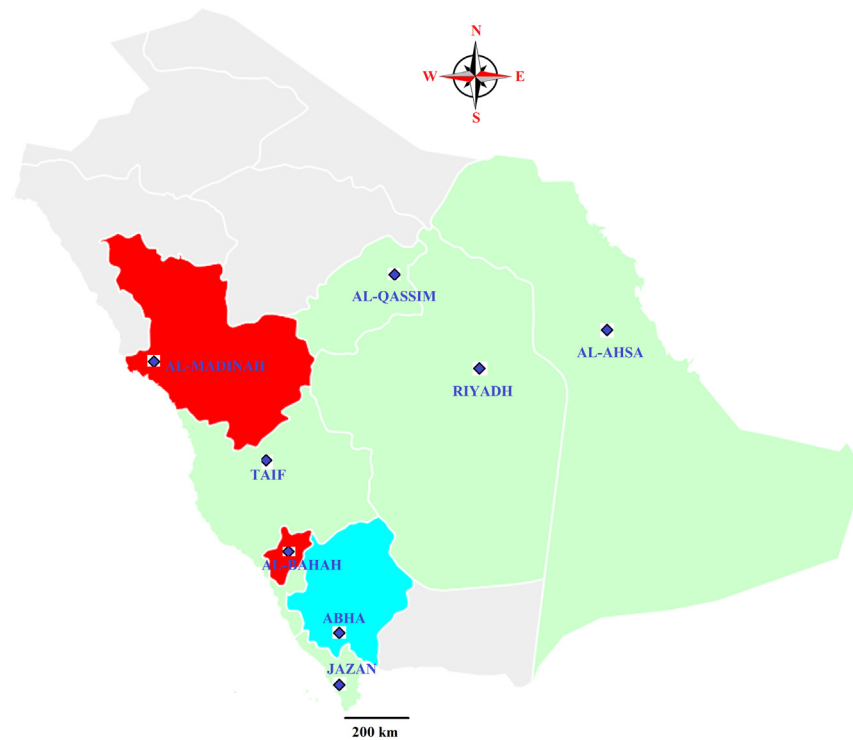 N
W E
S
AL-QASSIM
AL-AHSA
AL-MADINAH
RIYADH
TAIF
AL-BAHAH
ABHA
JAZAN
200 km